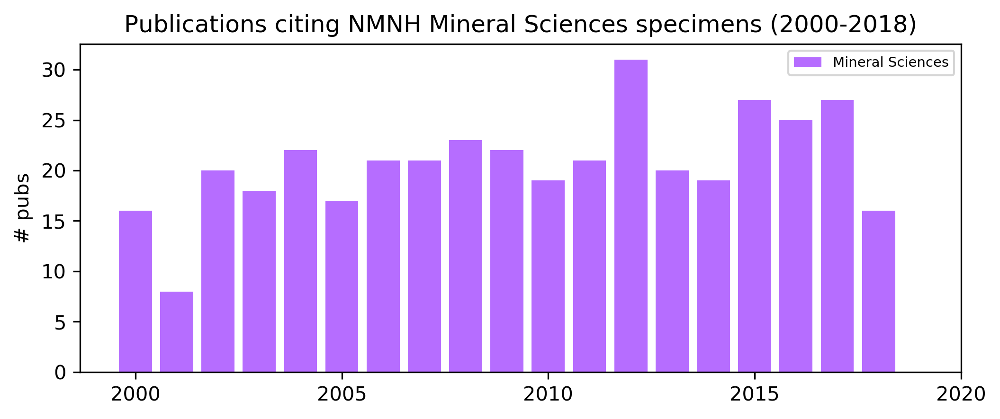 Publications citing NMNH Mineral Sciences specimens (2000-2018)
Mineral Sciences
# pubs
30
25
20
15
10
5
0
2000 2005 2010 2015 2020